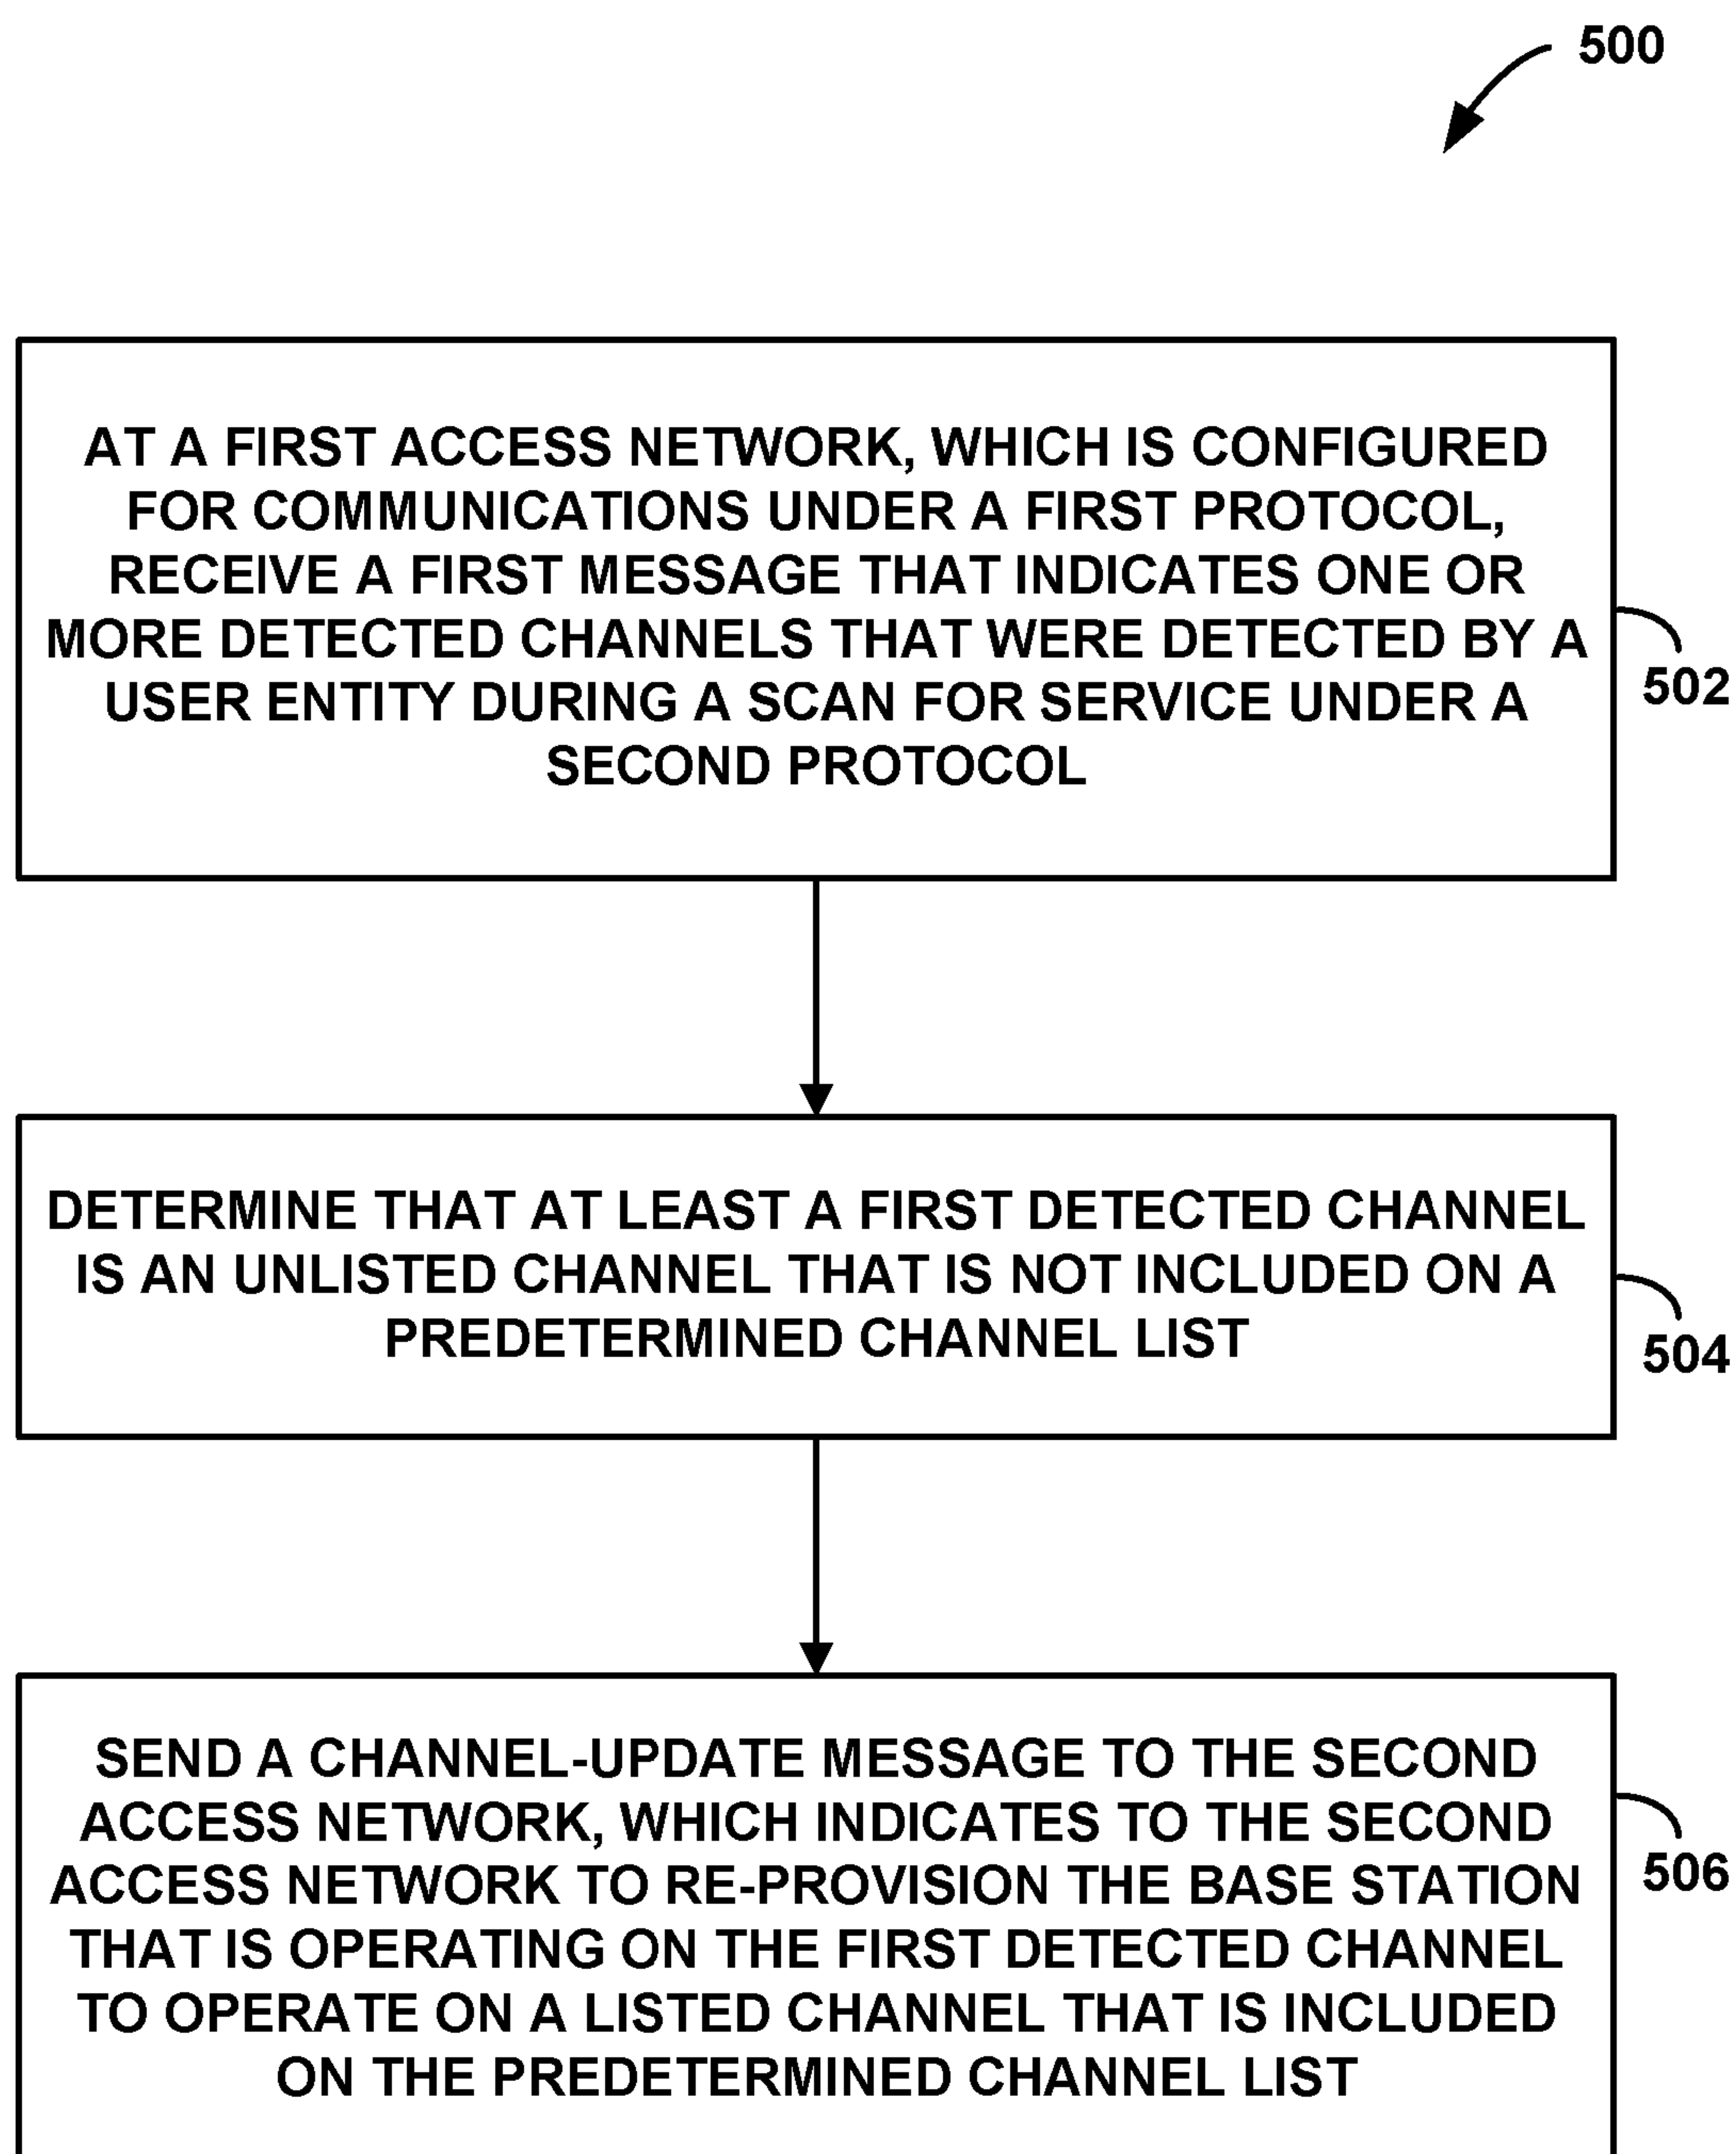 500
AT A FIRST ACCESS NETWORK, WHICH IS CONFIGURED
FOR COMMUNICATIONS UNDER A FIRST PROTOCOL,
RECEIVE A FIRST MESSAGE THAT INDICATES ONE OR
MORE DETECTED CHANNELS THAT WERE DETECTED BY A
USER ENTITY DURING A SCAN FOR SERVICE UNDER A
SECOND PROTOCOL
502
DETERMINE THAT AT LEAST A FIRST DETECTED CHANNEL
IS AN UNLISTED CHANNEL THAT IS NOT INCLUDED ON A
PREDETERMINED CHANNEL LIST
504
SEND A CHANNEL-UPDATE MESSAGE TO THE SECOND
ACCESS NETWORK, WHICH INDICATES TO THE SECOND
ACCESS NETWORK TO RE-PROVISION THE BASE STATION
THAT IS OPERATING ON THE FIRST DETECTED CHANNEL
TO OPERATE ON A LISTED CHANNEL THAT IS INCLUDED
ON THE PREDETERMINED CHANNEL LIST
506